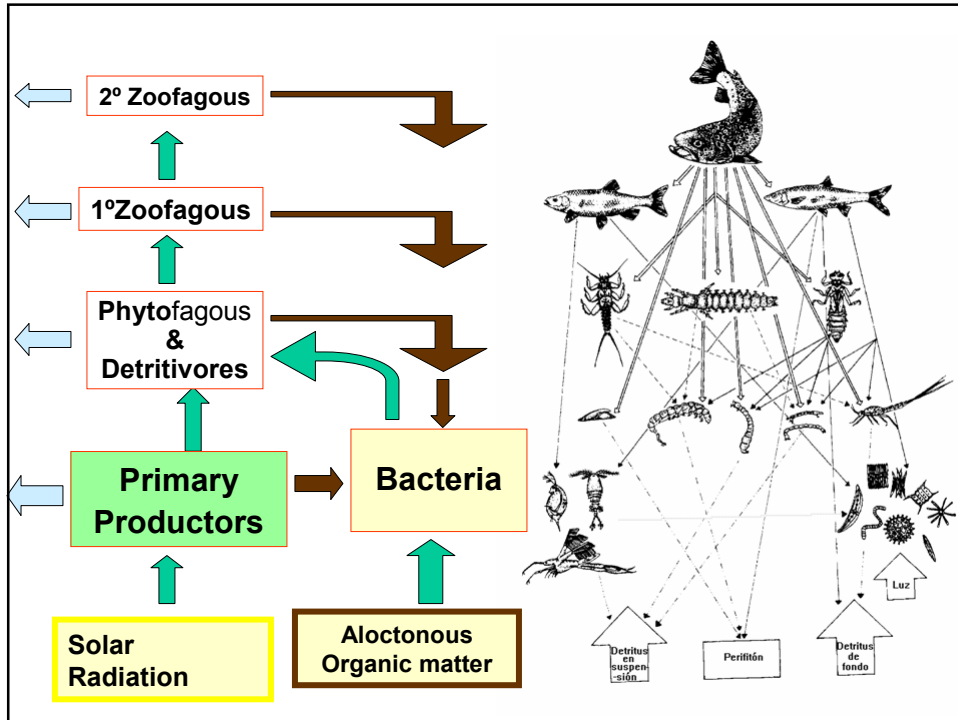 2º Zoofagous
1ºZoofagous
Phytofagous
&
Detritivores
Primary
Productors
Bacteria
Solar
Radiation
Aloctonous
Organic matter
Luz
Detritus
en
suspen-
-sión
Perifitón
Detritus
de
fondo